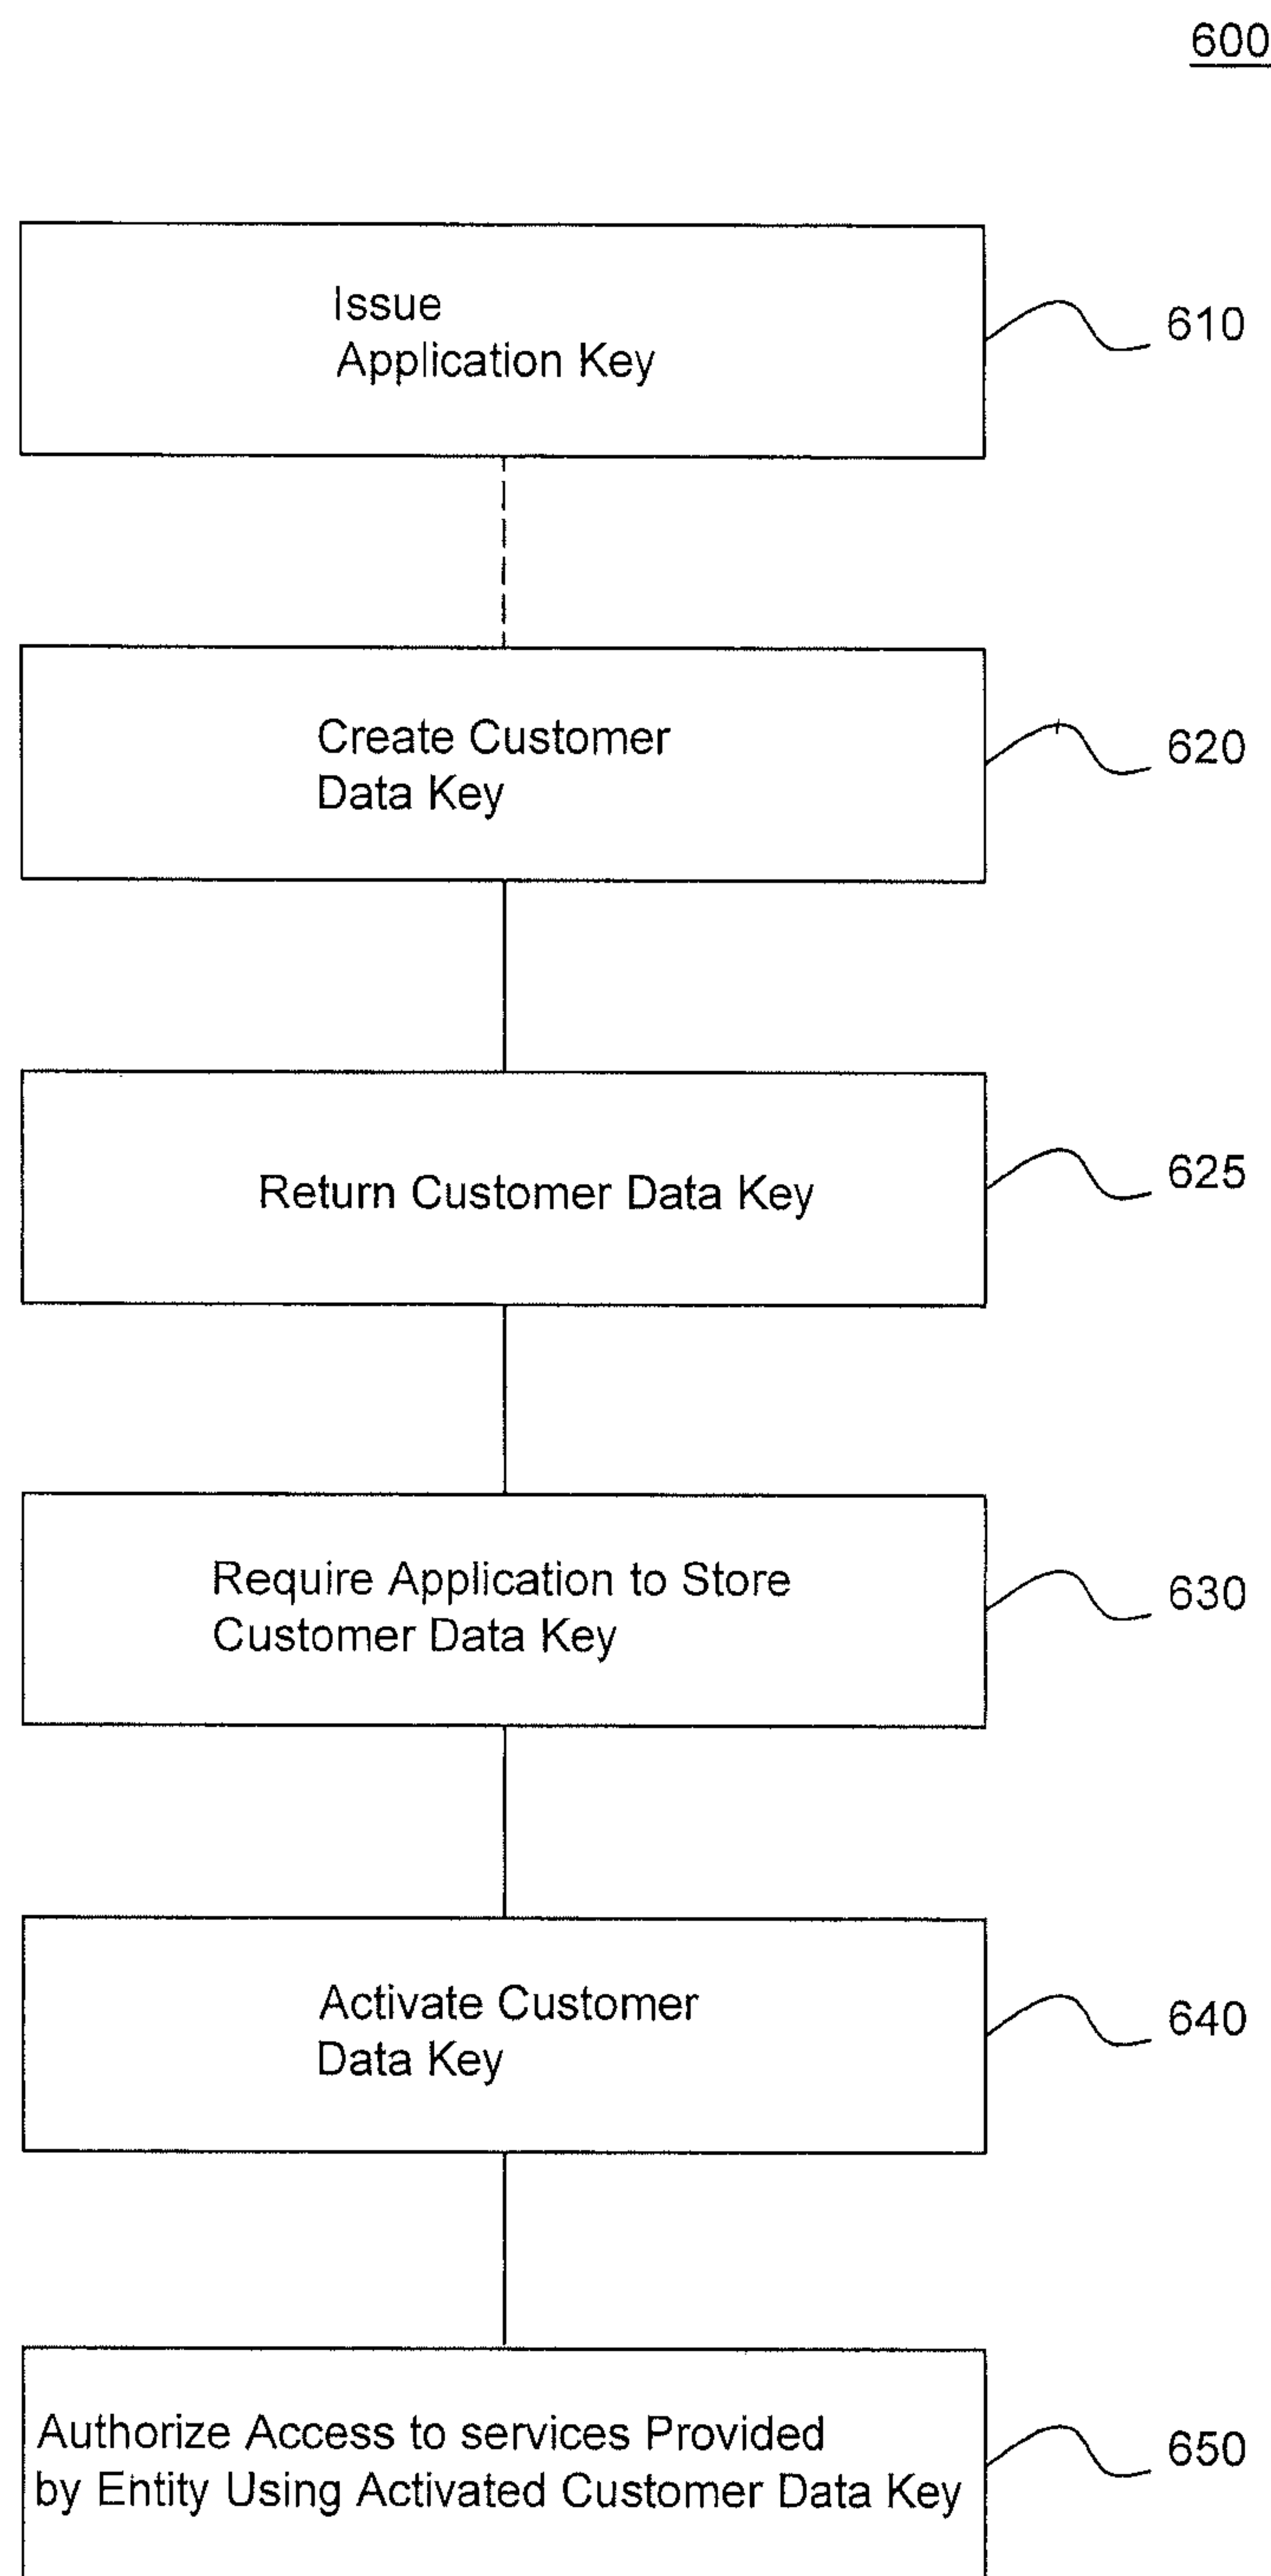 600
Issue
Application Key
610
Create Customer
Data Key
620
Return Customer Data Key
625
Require Application to Store
Customer Data Key
630
Activate Customer
Data Key
640
Authorize Access to services Provided
by Entity Using Activated Customer Data Key
650